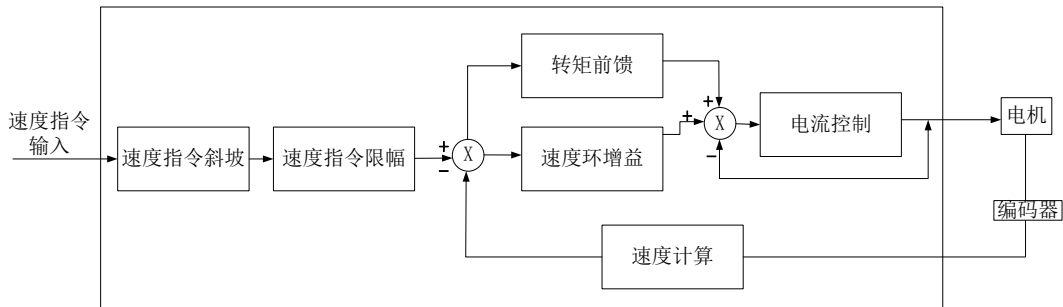 转矩前馈
速度指令
输入
速度指令斜坡
速度指令限幅
+
−
X
速度环增益
+
+
−
X
电流控制
电机
编码器
速度计算